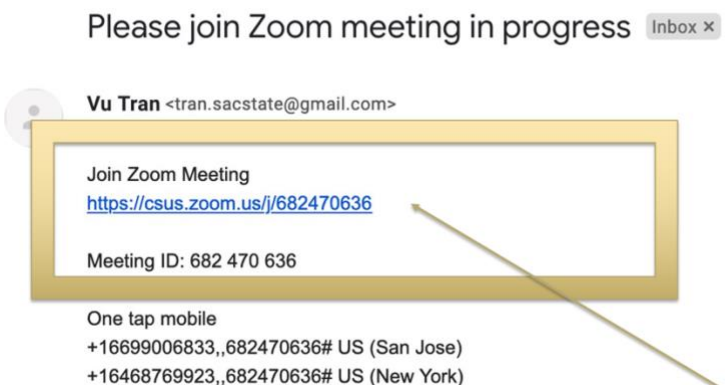 Please join Zoom meeting in progress Inbox ×
Vu Tran <tran.sacstate@gmail.com>
Join Zoom Meeting
https://csus.zoom.us/j/682470636
Meeting ID: 682 470 636
One tap mobile
+16699006833,,682470636# US (San Jose)
+16468769923,,682470636# US (New York)